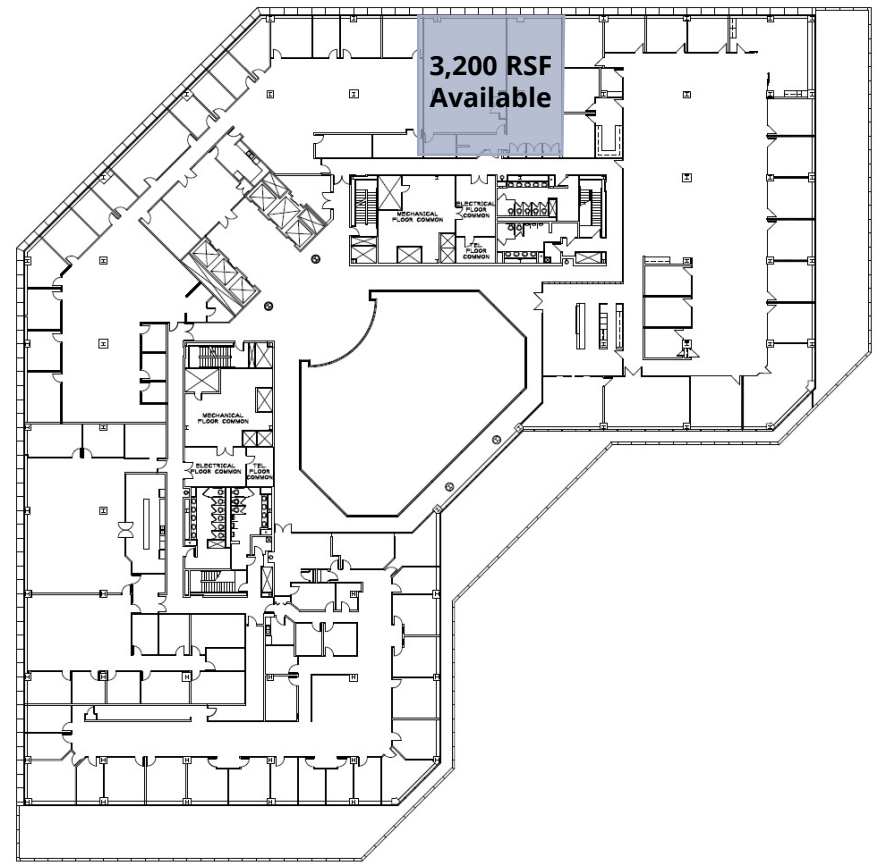 3,200 RSF
Available
MECHANICAL
FLOOR COMMON
ELECTRICAL
FLOOR
COMMON
TEL
FLOOR
COMMON
MECHANICAL
FLOOR COMMON
ELECTRICAL
FLOOR COMMON
TEL
FLOOR
COMMON